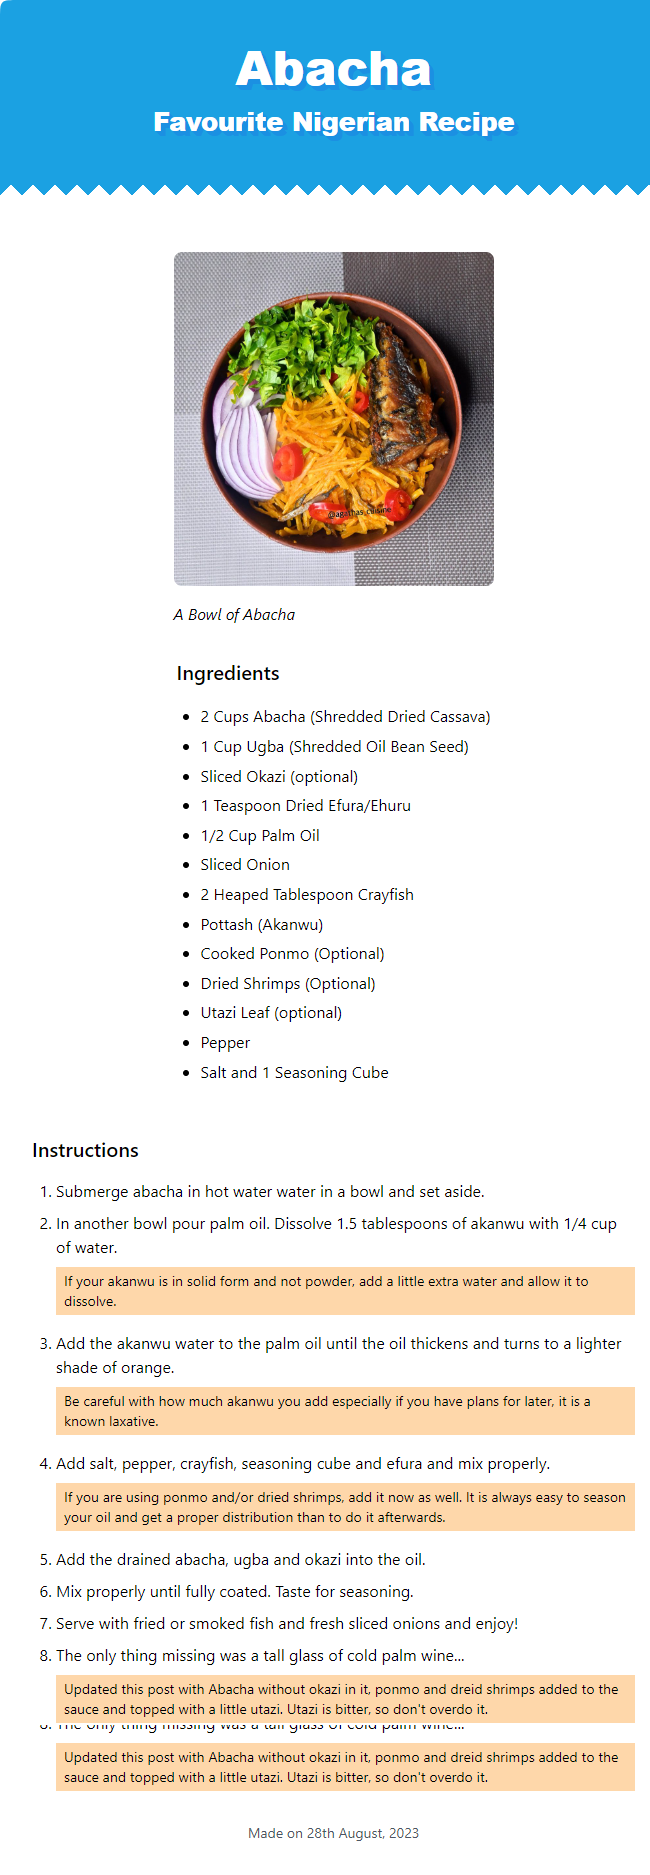 Abacha
Favourite Nigerian Recipe
@agathas_cuisine
A Bowl of Abacha
Ingredients
• 2 Cups Abacha (Shredded Dried Cassava)
• 1 Cup Ugba (Shredded Oil Bean Seed)
• Sliced Okazi (optional)
• 1 Teaspoon Dried Efura/Ehuru
• 1/2 Cup Palm Oil
• Sliced Onion
• 2 Heaped Tablespoon Crayfish
• Pottash (Akanwu)
• Cooked Ponmo (Optional)
• Dried Shrimps (Optional)
• Utazi Leaf (optional)
• Pepper
• Salt and 1 Seasoning Cube
Instructions
1. Submerge abacha in hot water water in a bowl and set aside.
2. In another bowl pour palm oil. Dissolve 1.5 tablespoons of akanwu with 1/4 cup
of water.
If your akanwu is in solid form and not powder, add a little extra water and allow it to
dissolve.
3. Add the akanwu water to the palm oil until the oil thickens and turns to a lighter
shade of orange.
Be careful with how much akanwu you add especially if you have plans for later, it is a
known laxative.
4. Add salt, pepper, crayfish, seasoning cube and efura and mix properly.
If you are using ponmo and/or dried shrimps, add it now as well. It is always easy to season
your oil and get a proper distribution than to do it afterwards.
5. Add the drained abacha, ugba and okazi into the oil.
6. Mix properly until fully coated. Taste for seasoning.
7. Serve with fried or smoked fish and fresh sliced onions and enjoy!
8. The only thing missing was a tall glass of cold palm wine...
Updated this post with Abacha without okazi in it, ponmo and dreid shrimps added to the
sauce and topped with a little utazi. Utazi is bitter, so don't overdo it.
8. The only thing missing was a tall glass of cold palm wine...
Updated this post with Abacha without okazi in it, ponmo and dreid shrimps added to the
sauce and topped with a little utazi. Utazi is bitter, so don't overdo it.
Made on 28th August, 2023